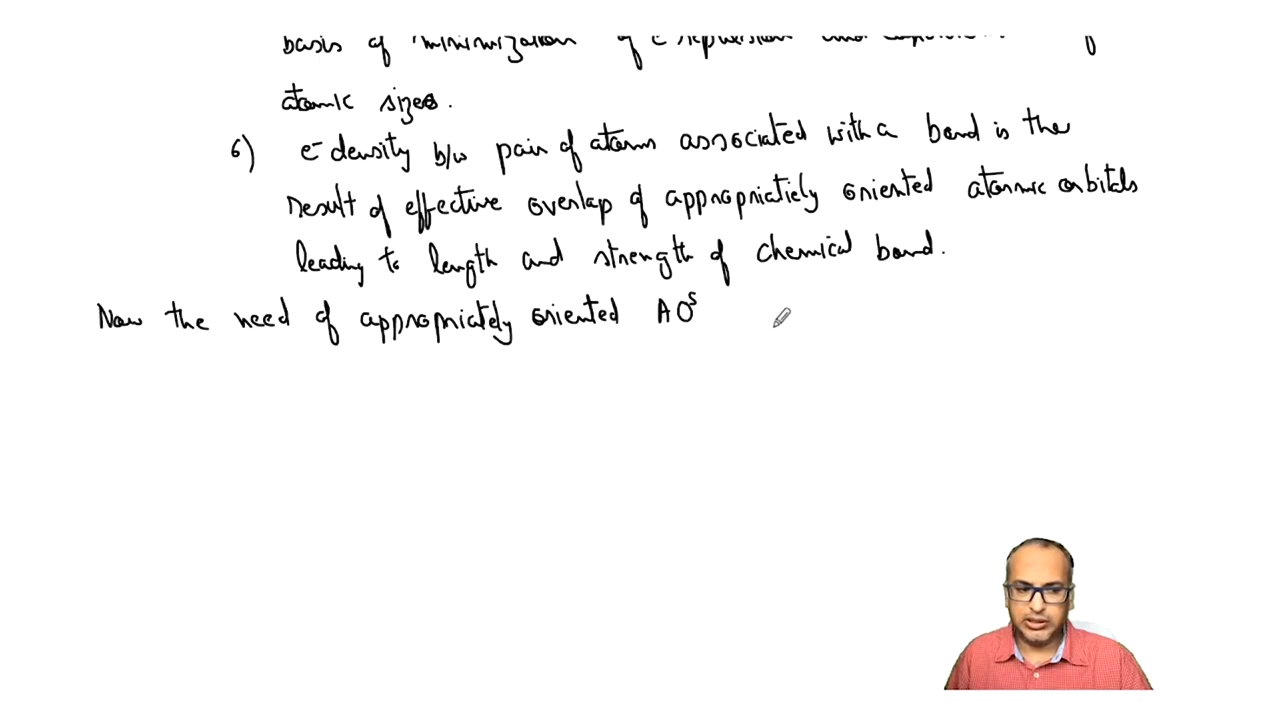 basis of minimization of e⁻ repulsion and
atomic sizes.
6) e⁻ density b/w pair of atoms associated with a bond is the
result of effective overlap of appropriatiely oriented atomic orbitals
leading to length and strength of chemical bond.
Now the need of appropriately oriented AOˢ